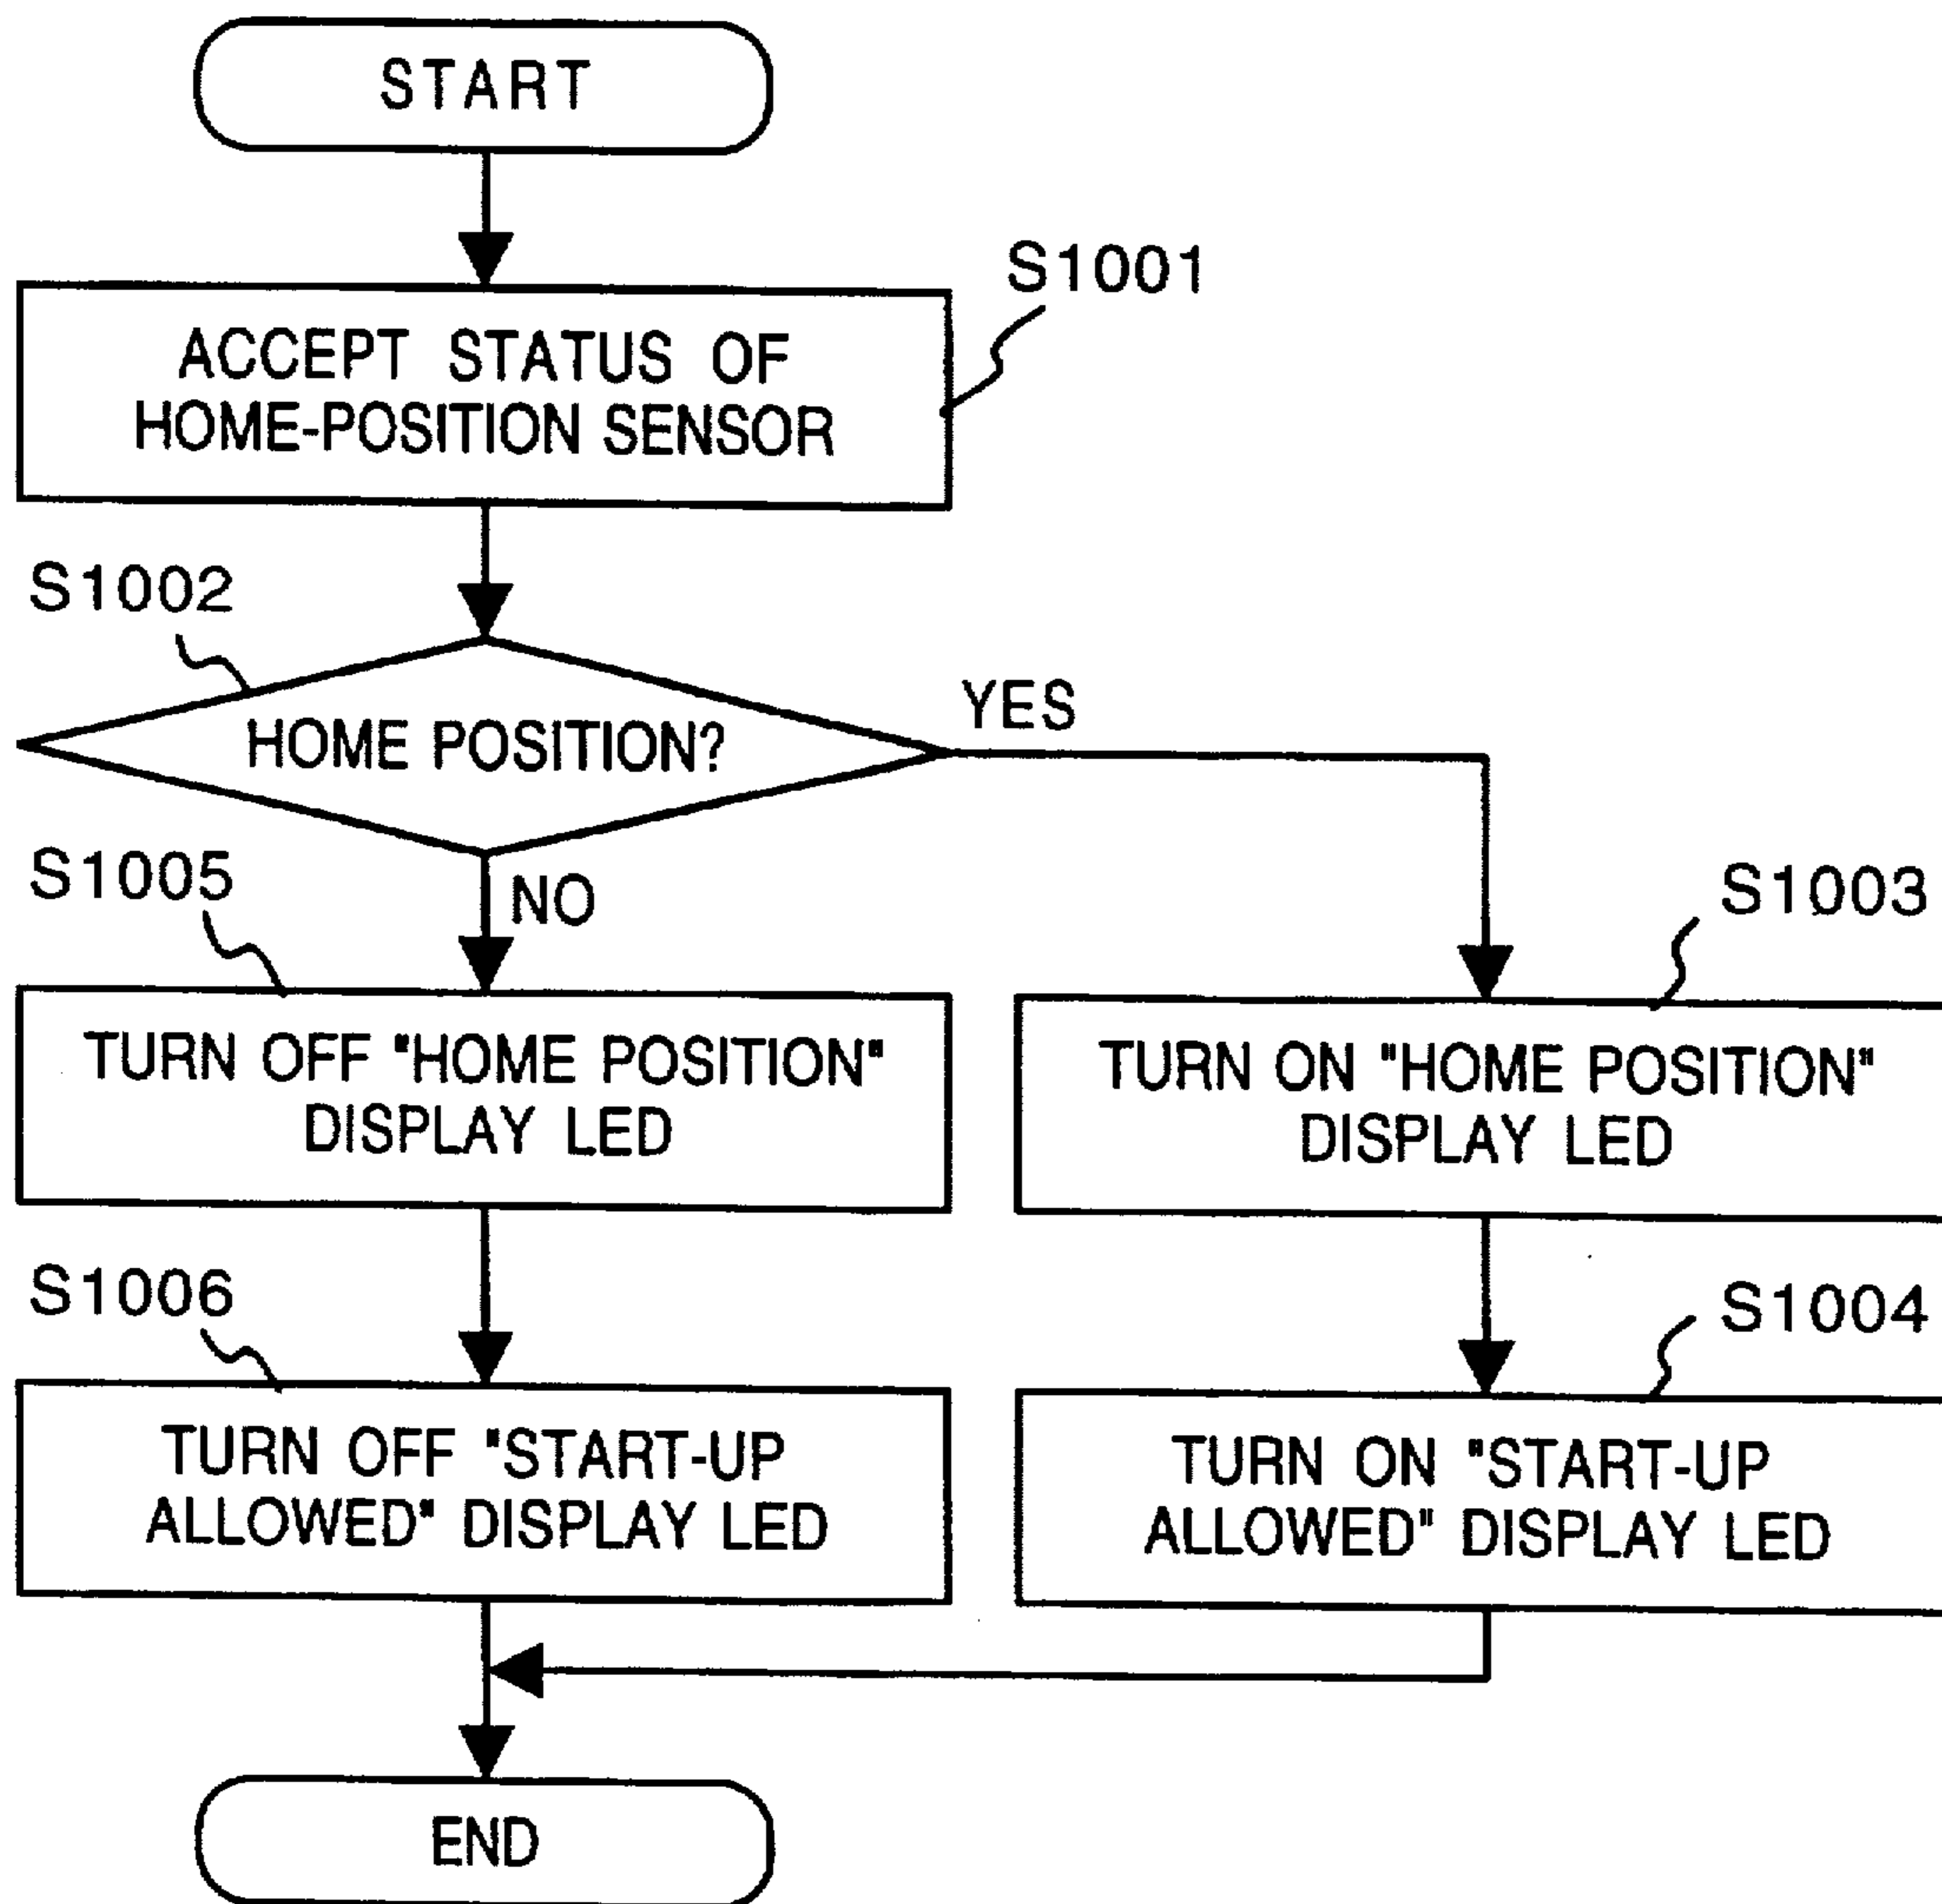 START
S1001
ACCEPT STATUS OF
HOME-POSITION SENSOR
S1002
HOME POSITION?
YES
NO
S1005
TURN OFF "HOME POSITION"
DISPLAY LED
S1003
TURN ON "HOME POSITION"
DISPLAY LED
S1006
TURN OFF "START-UP
ALLOWED" DISPLAY LED
S1004
TURN ON "START-UP
ALLOWED" DISPLAY LED
END